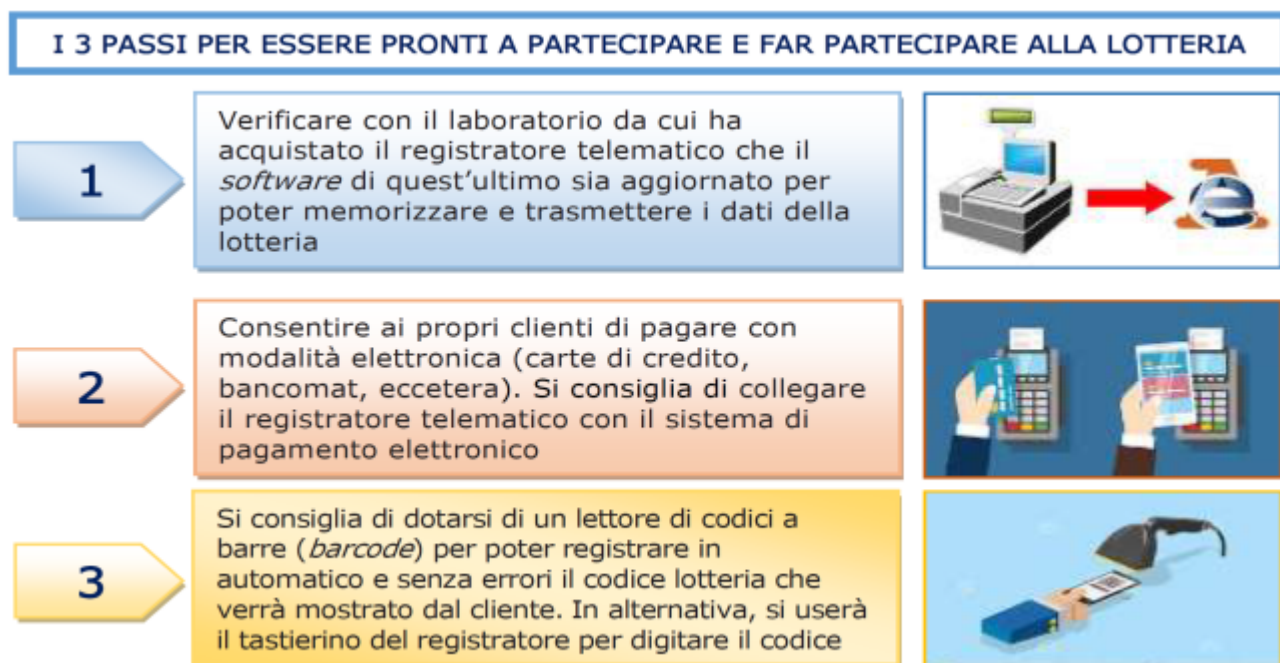 I 3 PASSI PER ESSERE PRONTI A PARTECIPARE E FAR PARTECIPARE ALLA LOTTERIA
1
Verificare con il laboratorio da cui ha
acquistato il registratore telematico che il
software di quest'ultimo sia aggiornato per
poter memorizzare e trasmettere i dati della
lotteria
2
Consentire ai propri clienti di pagare con
modalità elettronica (carte di credito,
bancomat, eccetera). Si consiglia di collegare
il registratore telematico con il sistema di
pagamento elettronico
3
Si consiglia di dotarsi di un lettore di codici a
barre (barcode) per poter registrare in
automatico e senza errori il codice lotteria che
verrà mostrato dal cliente. In alternativa, si userà
il tastierino del registratore per digitare il codice